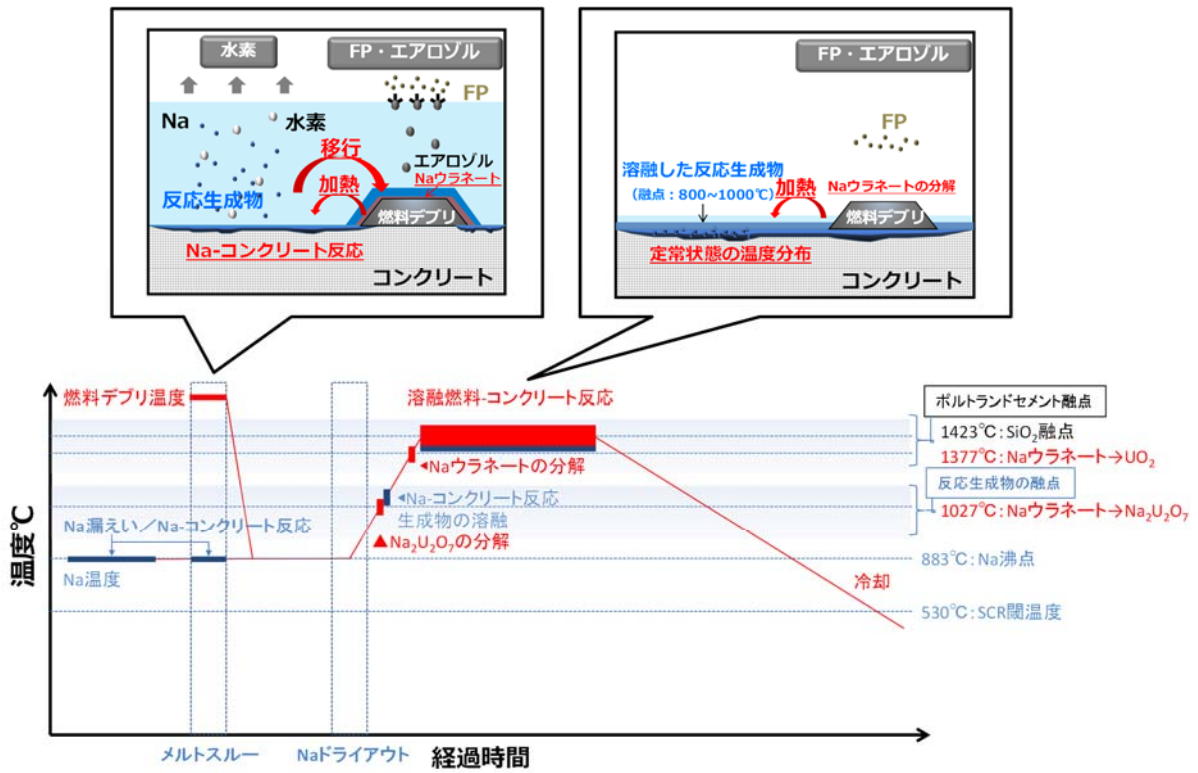 水素
FP・エアロゾル
FP
Na
水素
移行
エアロゾル
Naウラネート
加熱
反応生成物
燃料デブリ
Na-コンクリート反応
コンクリート
FP・エアロゾル
FP
溶融した反応生成物
(融点：800~1000℃)
加熱
Naウラネートの分解
燃料デブリ
定常状態の温度分布
コンクリート
燃料デブリ温度
溶融燃料-コンクリート反応
ポルトランドセメント融点
1423℃：SiO₂融点
1377℃：Naウラネート→UO₂
◀Naウラネートの分解
反応生成物の融点
◀Na-コンクリート反応
生成物の溶融
1027℃：Naウラネート→Na₂U₂O₇
Na漏えい／Na-コンクリート反応
▲Na₂U₂O₇の分解
883℃：Na沸点
Na温度
冷却
530℃：SCR閾温度
温度℃
メルトスルー
Naドライアウト
経過時間